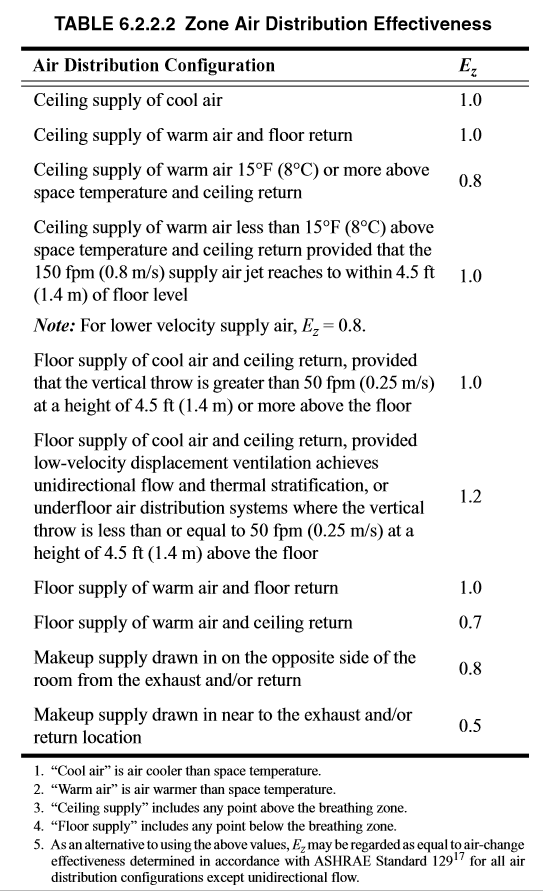 TABLE 6.2.2.2 Zone Air Distribution Effectiveness
Air Distribution Configuration Ez
Ceiling supply of cool air 1.0
Ceiling supply of warm air and floor return 1.0
Ceiling supply of warm air 15°F (8°C) or more above
space temperature and ceiling return 0.8
Ceiling supply of warm air less than 15°F (8°C) above
space temperature and ceiling return provided that the
150 fpm (0.8 m/s) supply air jet reaches to within 4.5 ft 1.0
(1.4 m) of floor level
Note: For lower velocity supply air, Ez = 0.8.
Floor supply of cool air and ceiling return, provided
that the vertical throw is greater than 50 fpm (0.25 m/s) 1.0
at a height of 4.5 ft (1.4 m) or more above the floor
Floor supply of cool air and ceiling return, provided
low-velocity displacement ventilation achieves
unidirectional flow and thermal stratification, or 1.2
underfloor air distribution systems where the vertical
throw is less than or equal to 50 fpm (0.25 m/s) at a
height of 4.5 ft (1.4 m) above the floor
Floor supply of warm air and floor return 1.0
Floor supply of warm air and ceiling return 0.7
Makeup supply drawn in on the opposite side of the
room from the exhaust and/or return 0.8
Makeup supply drawn in near to the exhaust and/or
return location 0.5
1. “Cool air” is air cooler than space temperature.
2. “Warm air” is air warmer than space temperature.
3. “Ceiling supply” includes any point above the breathing zone.
4. “Floor supply” includes any point below the breathing zone.
5. As an alternative to using the above values, Ez may be regarded as equal to air-change
effectiveness determined in accordance with ASHRAE Standard 129¹⁷ for all air
distribution configurations except unidirectional flow.